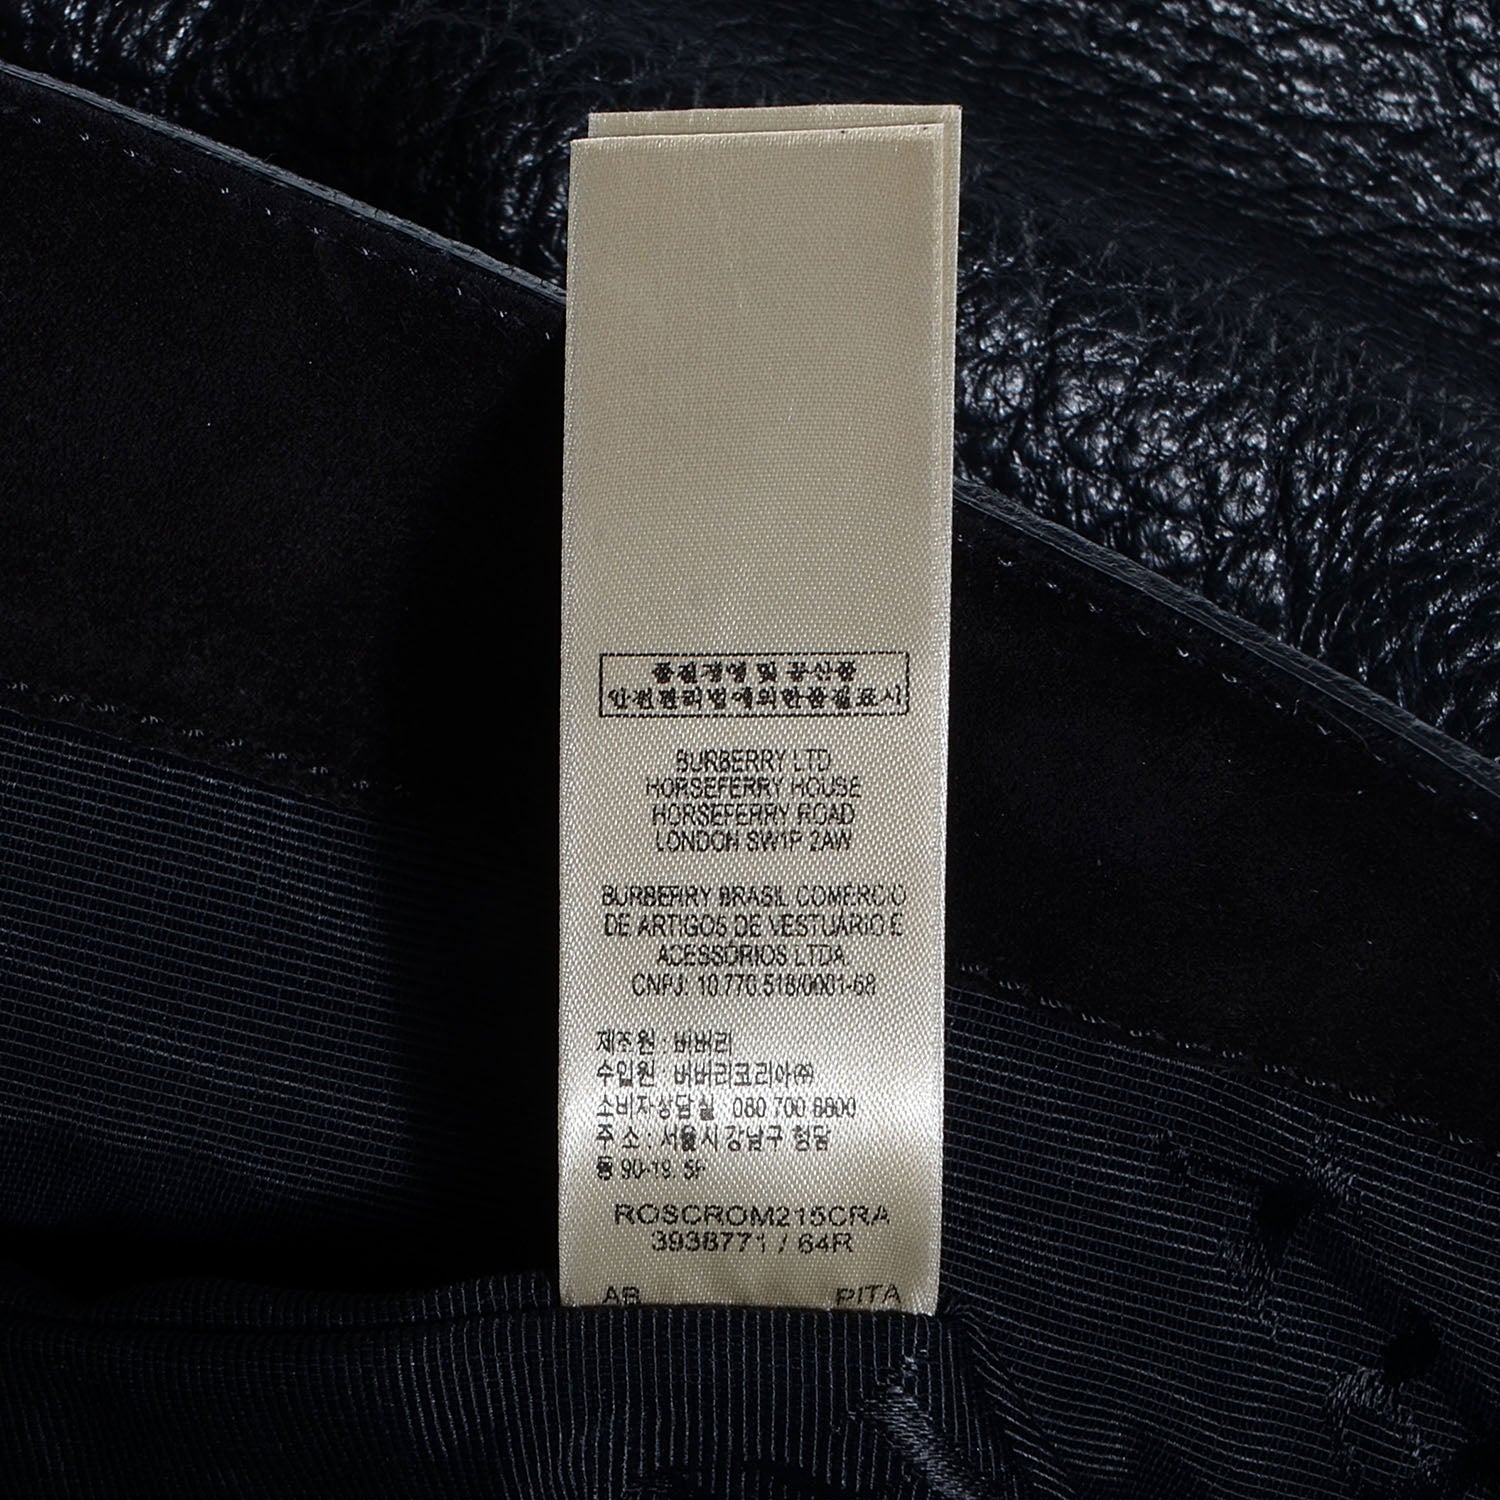 품질경영 및 공산품
안전관리법에의한품질표시
BURBERRY LTD
HORSEFERRY HOUSE
HORSEFERRY ROAD
LONDON SW1P 2AW
BURBERRY BRASIL COMERCIO
DE ARTIGOS DE VESTUÁRIO E
ACESSÓRIOS LTDA
CNPJ: 10.770.518/0001-68
제조원 : 버버리
수입원 : 버버리코리아㈜
소비자상담실 080 700 8800
주 소 : 서울시 강남구 청담
동 90-19. 5F
ROSCROM215CRA
3938771 / 64R
AB PITA